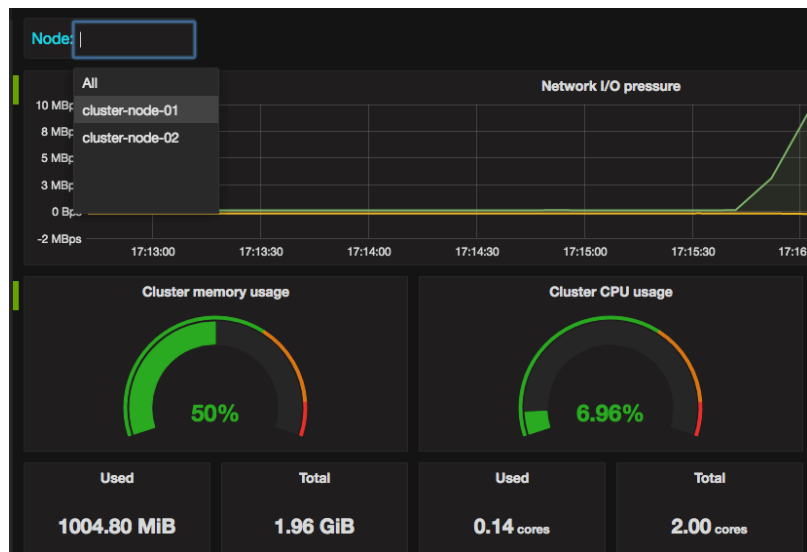 Node:
All
cluster-node-01
cluster-node-02
Network I/O pressure
10 MBp
8 MBp
5 MBp
3 MBp
0 Bps
-2 MBps
17:13:00 17:13:30 17:14:00 17:14:30 17:15:00 17:15:30 17:16
Cluster memory usage
50%
Cluster CPU usage
6.96%
Used
1004.80 MiB
Total
1.96 GiB
Used
0.14 cores
Total
2.00 cores